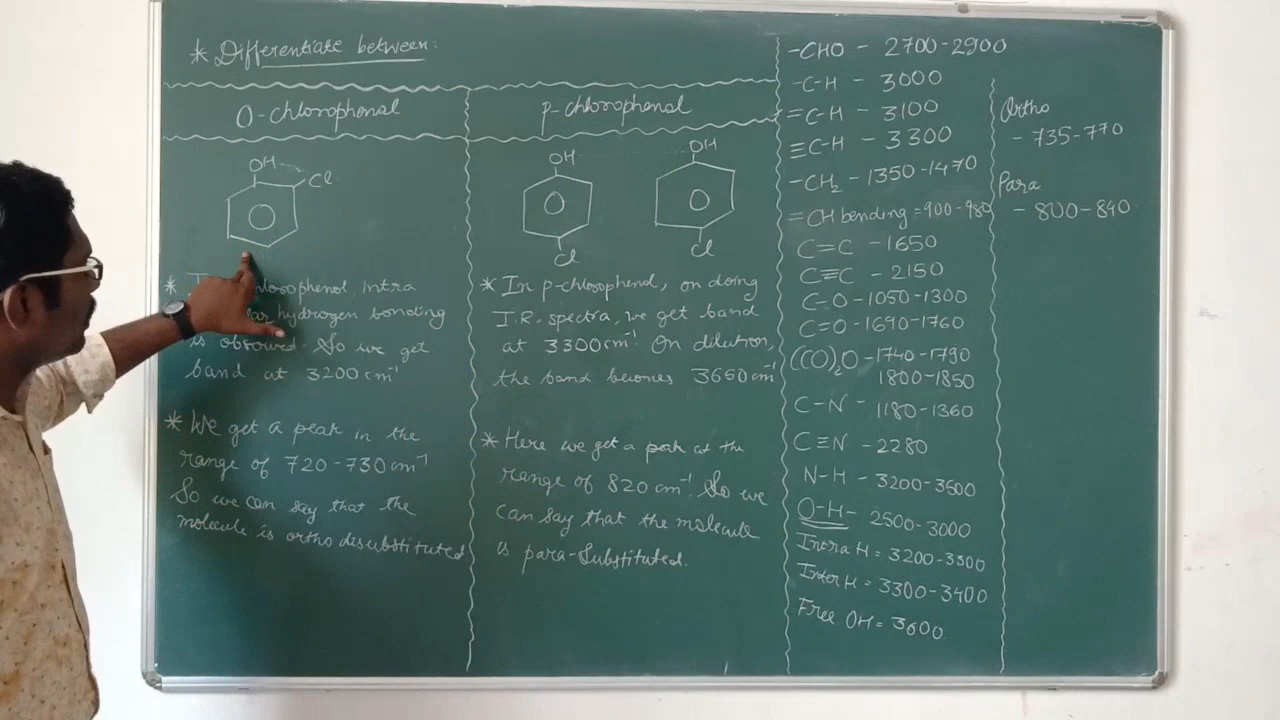 * Differentiate between:
O-chlorophenol
OH
Cl
chlorophenol, intra
hydrogen bonding
is observed. So we get
band at 3200 cm⁻¹
* We get a peak in the
range of 720-730 cm⁻¹
So we can say that the
molecule is ortho disubstituted
p-chlorophenol
OH
OH
Cl
Cl
* In p-chlorophenol, on doing
I.R. spectra, we get band
at 3300 cm⁻¹ On dilution,
the band becomes 3650 cm⁻¹
* Here we get a peak at the
range of 820 cm⁻¹. So we
can say that the molecule
is para-Substituted.
-CHO - 2700-2900
-C-H - 3000
=C-H - 3100
≡C-H - 3300
-CH₂ - 1350-1470
=CH bending = 900-980
C=C - 1650
C≡C - 2150
C-O - 1050-1300
C=O - 1690-1760
((CO)₂O - 1740-1790
1800-1850
C-N - 1180-1360
C≡N - 2280
N-H - 3200-3500
O-H - 2500-3000
Intra H = 3200-3300
Inter H = 3300-3400
Free OH = 3600
Ortho
- 735-770
Para
- 800-840